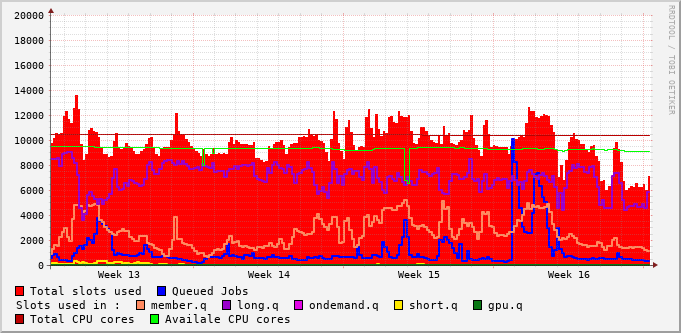 20000
18000
16000
14000
12000
10000
8000
6000
4000
2000
0
Week 13 Week 14 Week 15 Week 16
RRDTOOL / TOBI OETIKER
Total slots used Queued Jobs
Slots used in : member.q long.q ondemand.q short.q gpu.q
Total CPU cores Availale CPU cores